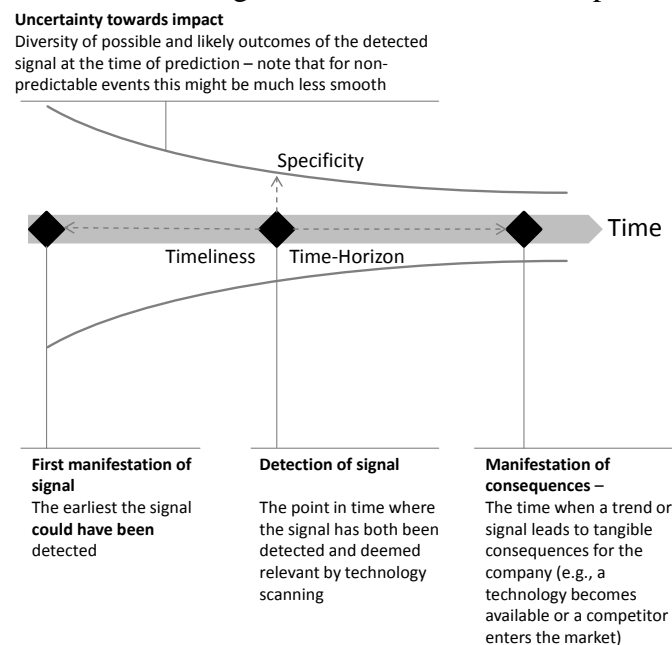 Uncertainty towards impact
Diversity of possible and likely outcomes of the detected
signal at the time of prediction – note that for non-
predictable events this might be much less smooth
Specificity
Time
Timeliness
Time-Horizon
First manifestation of
signal
The earliest the signal
could have been
detected
Detection of signal
The point in time where
the signal has both been
detected and deemed
relevant by technology
scanning
Manifestation of
consequences –
The time when a trend or
signal leads to tangible
consequences for the
company (e.g., a
technology becomes
available or a competitor
enters the market)